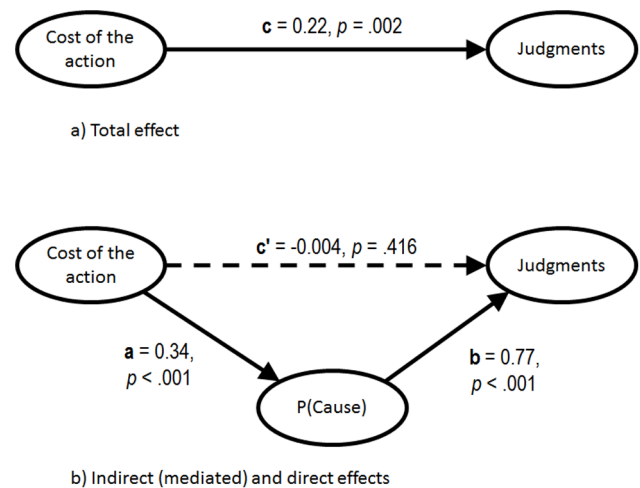 Cost of the
action
c = 0.22, p = .002
Judgments
a) Total effect
Cost of the
action
c' = -0.004, p = .416
Judgments
a = 0.34,
p < .001
b = 0.77,
p < .001
P(Cause)
b) Indirect (mediated) and direct effects